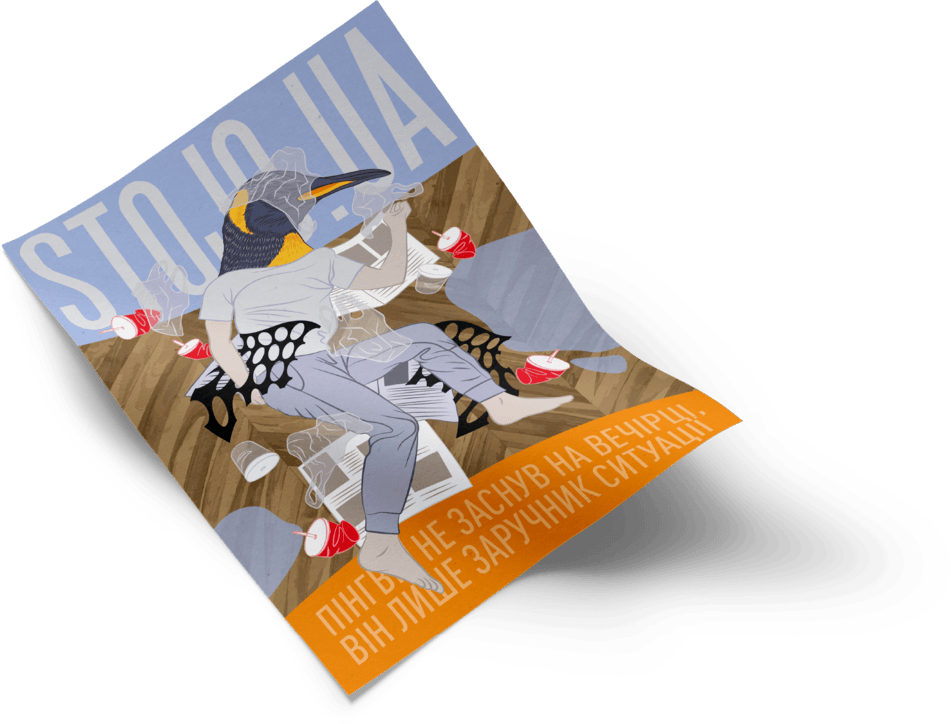 STOJO.UA
НЕ ЗАСНУВ НА ВЕЧІРЦІ.
ВІН ЛИШЕ ЗАРУЧНИК СИТУАЦІЇ